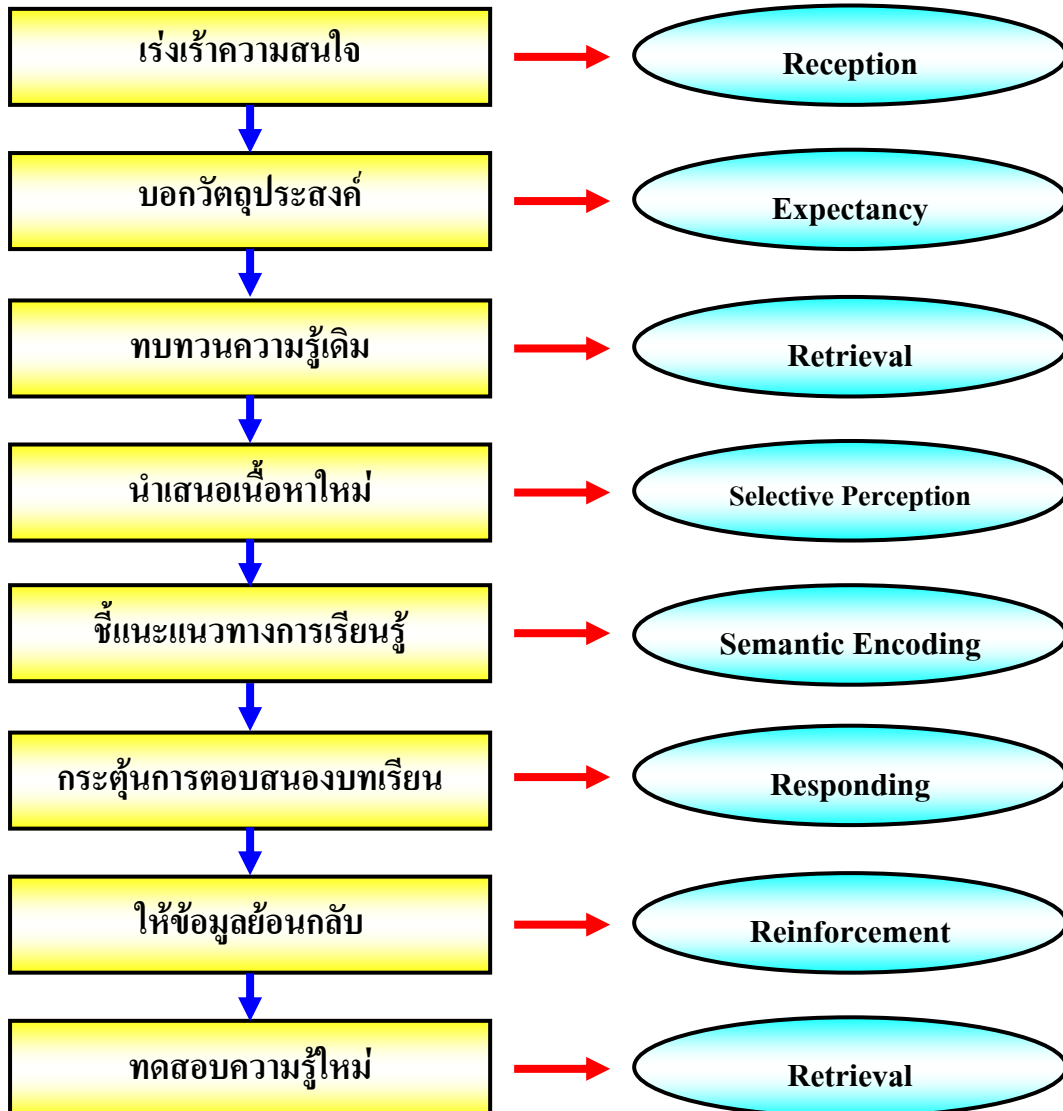 เร่งเร้าความสนใจ
Reception
บอกวัตถุประสงค์
Expectancy
ทบทวนความรู้เดิม
Retrieval
นำเสนอเนื้อหาใหม่
Selective Perception
ชี้แนะแนวทางการเรียนรู้
Semantic Encoding
กระตุ้นการตอบสนองบทเรียน
Responding
ให้ข้อมูลย้อนกลับ
Reinforcement
ทดสอบความรู้ใหม่
Retrieval